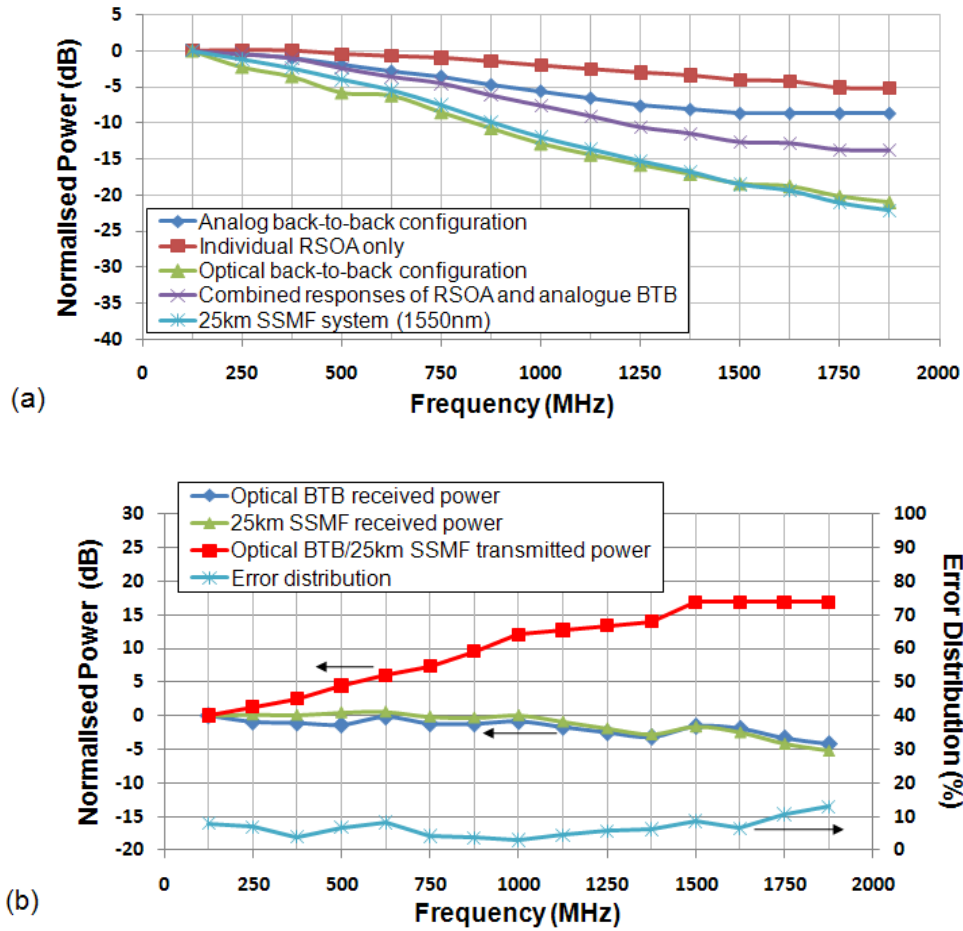 5
0
-5
-10
-15
-20
-25
-30
-35
-40
Normalised Power (dB)
Analog back-to-back configuration
Individual RSOA only
Optical back-to-back configuration
Combined responses of RSOA and analogue BTB
25km SSMF system (1550nm)
0 250 500 750 1000 1250 1500 1750 2000
Frequency (MHz)
(a)
Optical BTB received power
25km SSMF received power
Optical BTB/25km SSMF transmitted power
Error distribution
30
25
20
15
10
5
0
-5
-10
-15
-20
Normalised Power (dB)
100
90
80
70
60
50
40
30
20
10
0
Error Distribution (%)
0 250 500 750 1000 1250 1500 1750 2000
Frequency (MHz)
(b)